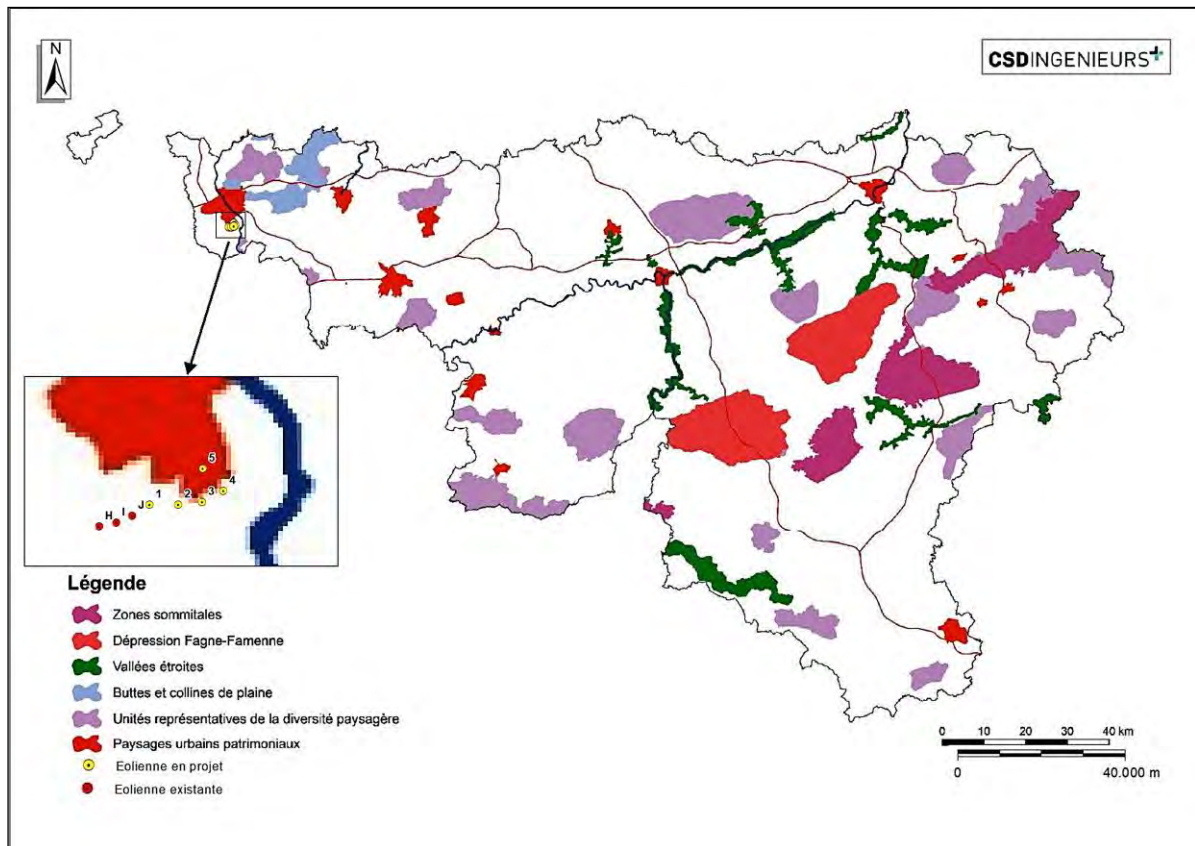 N
CSDINGENIEURS+
5
4
3
2
1
J
I
H
Légende
Zones sommitales
Dépression Fagne-Famenne
Vallées étroites
Buttes et collines de plaine
Unités représentatives de la diversité paysagère
Paysages urbains patrimoniaux
Eolienne en projet
Eolienne existante
0 10 20 30 40 km
0 40.000 m